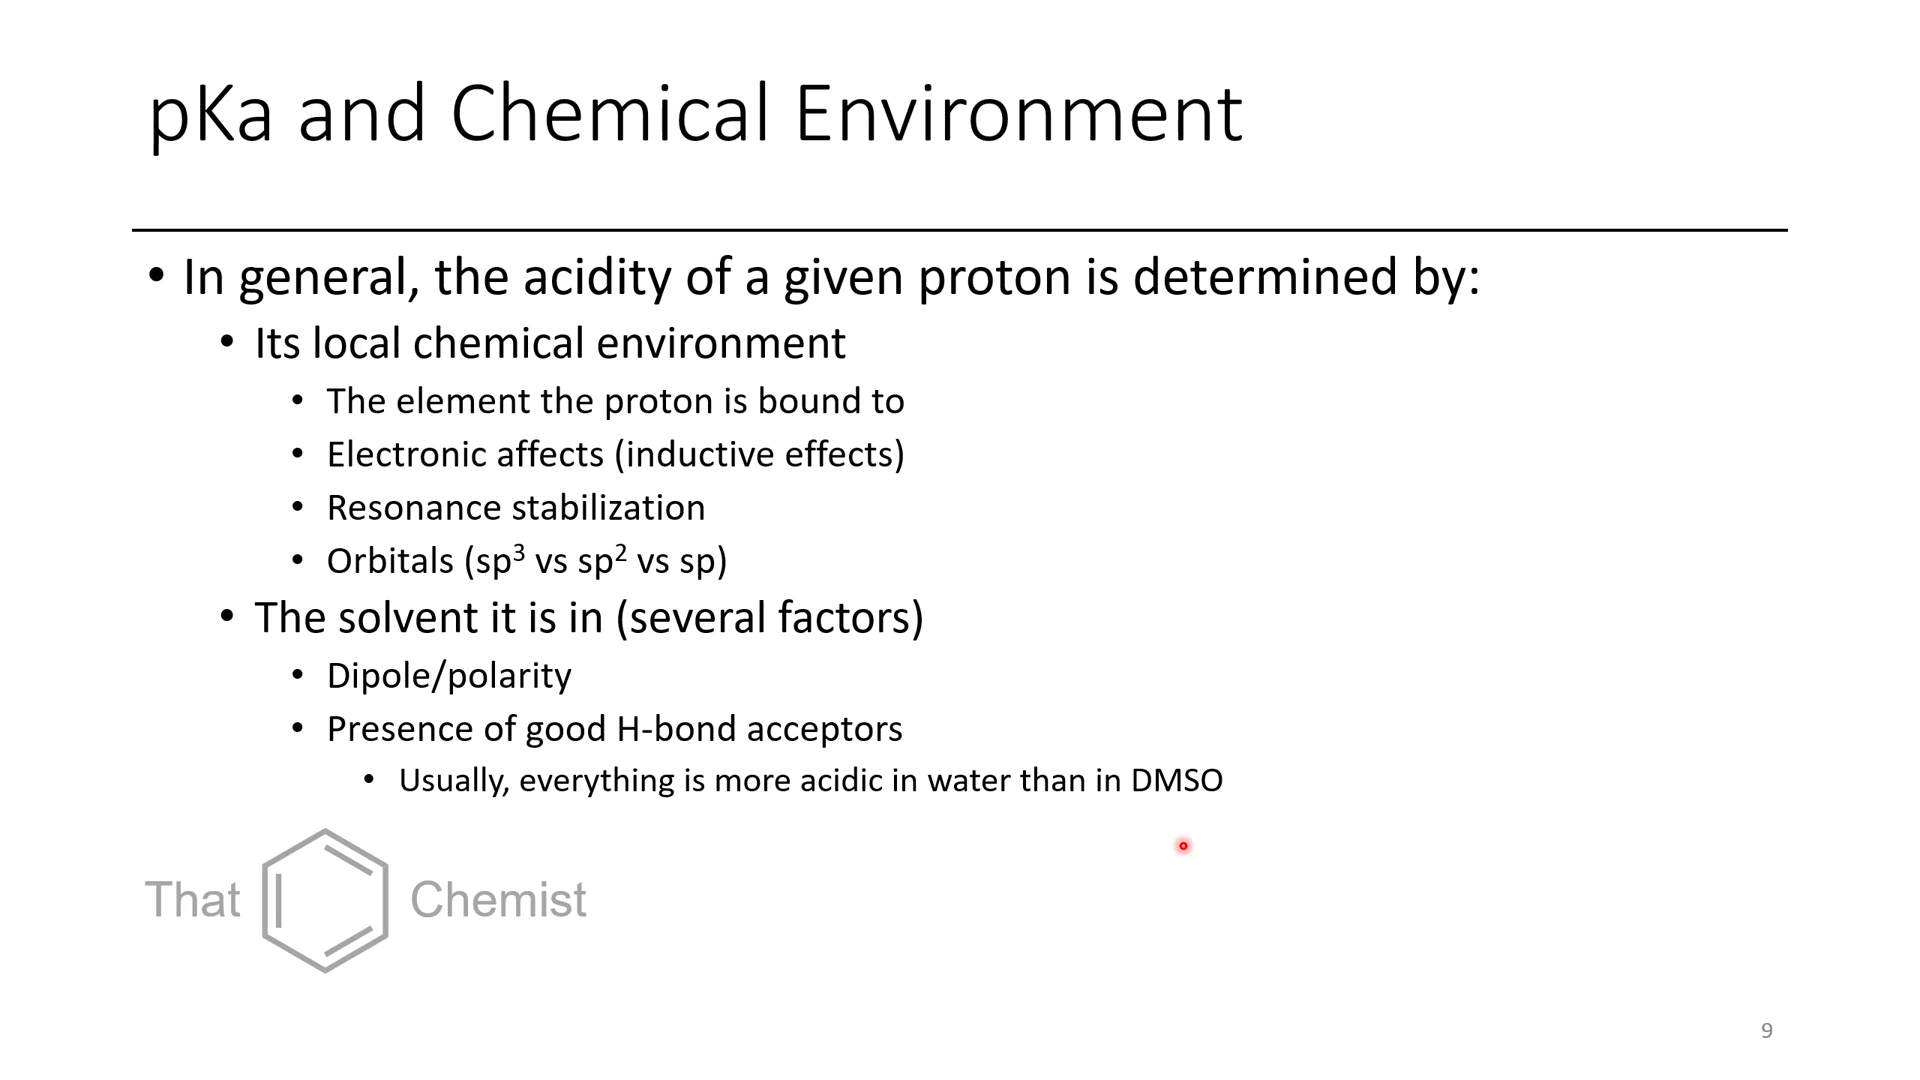 pKa and Chemical Environment
• In general, the acidity of a given proton is determined by:
• Its local chemical environment
• The element the proton is bound to
• Electronic affects (inductive effects)
• Resonance stabilization
• Orbitals (sp³ vs sp² vs sp)
• The solvent it is in (several factors)
• Dipole/polarity
• Presence of good H-bond acceptors
• Usually, everything is more acidic in water than in DMSO
That Chemist
9